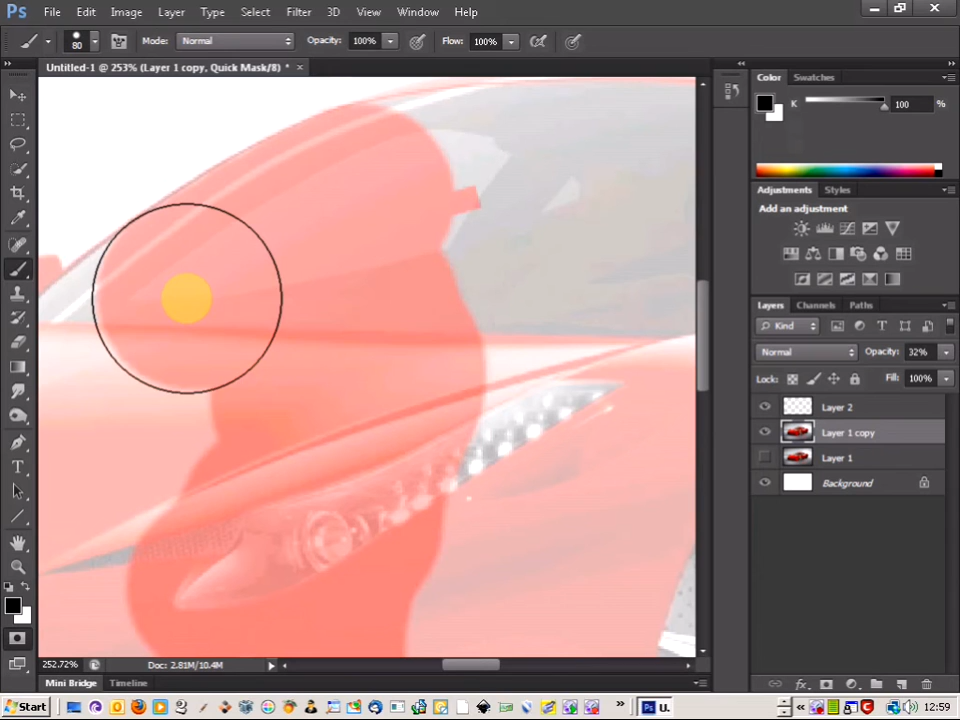 Ps File Edit Image Layer Type Select Filter 3D View Window Help
80 Mode: Normal Opacity: 100% Flow: 100%
Untitled-1 @ 253% (Layer 1 copy, Quick Mask/8) * ×
Color Swatches
K 100 %
Adjustments Styles
Add an adjustment
Layers Channels Paths
Kind T
Normal Opacity: 32%
Lock: Fill: 100%
Layer 2
Layer 1 copy
Layer 1
Background
T
252.72% Doc: 2.81M/10.4M
fx
Mini Bridge Timeline
Start Ps U. 12:59